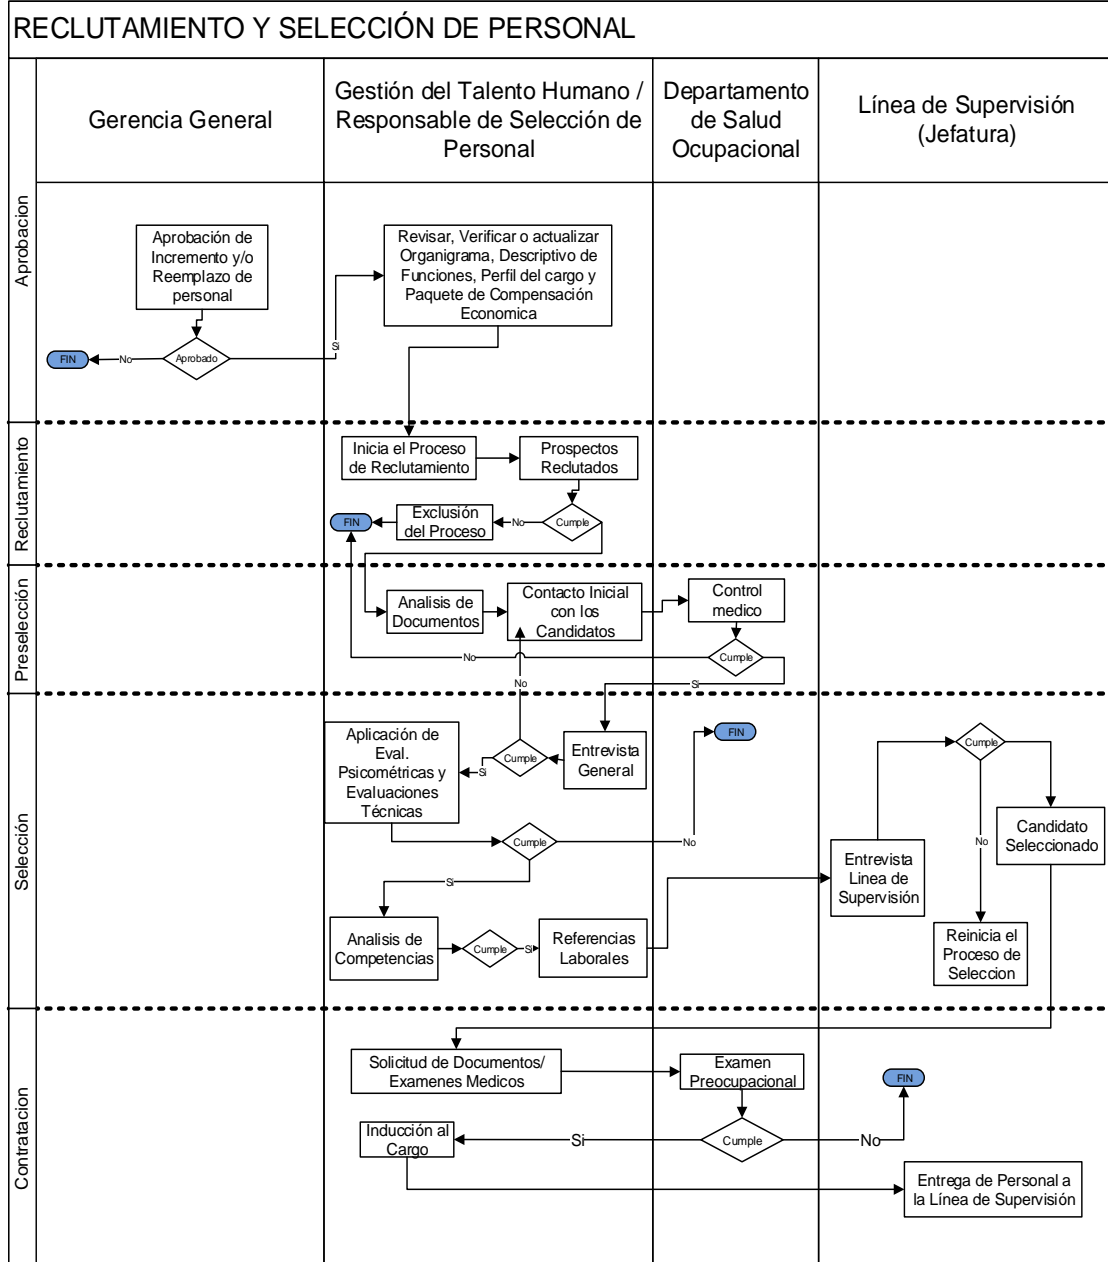 RECLUTAMIENTO Y SELECCIÓN DE PERSONAL
Gerencia General
Gestión del Talento Humano /
Responsable de Selección de
Personal
Departamento
de Salud
Ocupacional
Línea de Supervisión
(Jefatura)
Aprobacion
Aprobación de
Incremento y/o
Reemplazo de
personal
Revisar, Verificar o actualizar
Organigrama, Descriptivo de
Funciones, Perfil del cargo y
Paquete de Compensación
Economica
Si
FIN
No
Aprobado
Reclutamiento
Inicia el Proceso
de Reclutamiento
Prospectos
Reclutados
FIN
Exclusión
del Proceso
No
Cumple
Preselección
Analisis de
Documentos
Contacto Inicial
con los
Candidatos
Control
medico
No
Cumple
Si
No
Selección
Aplicación de
Eval.
Psicométricas y
Evaluaciones
Técnicas
Si
Cumple
Entrevista
General
FIN
Cumple
Candidato
Seleccionado
Cumple
No
No
Entrevista
Linea de
Supervisión
Si
Analisis de
Competencias
Cumple
Si
Referencias
Laborales
Reinicia el
Proceso de
Seleccion
Contratacion
Solicitud de Documentos/
Examenes Medicos
Examen
Preocupacional
FIN
Inducción al
Cargo
Si
Cumple
No
Entrega de Personal a
la Línea de Supervisión